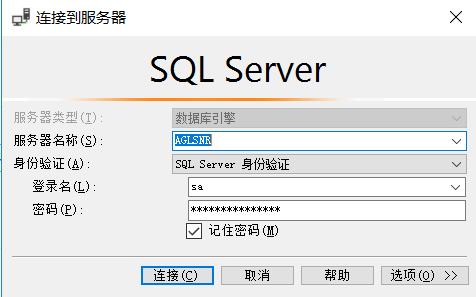 连接到服务器
SQL Server
服务器类型(T): 数据库引擎
服务器名称(S): AGLSNR
身份验证(A): SQL Server 身份验证
登录名(L): sa
密码(P): ***************
记住密码(M)
连接(C) 取消 帮助 选项(O) >>